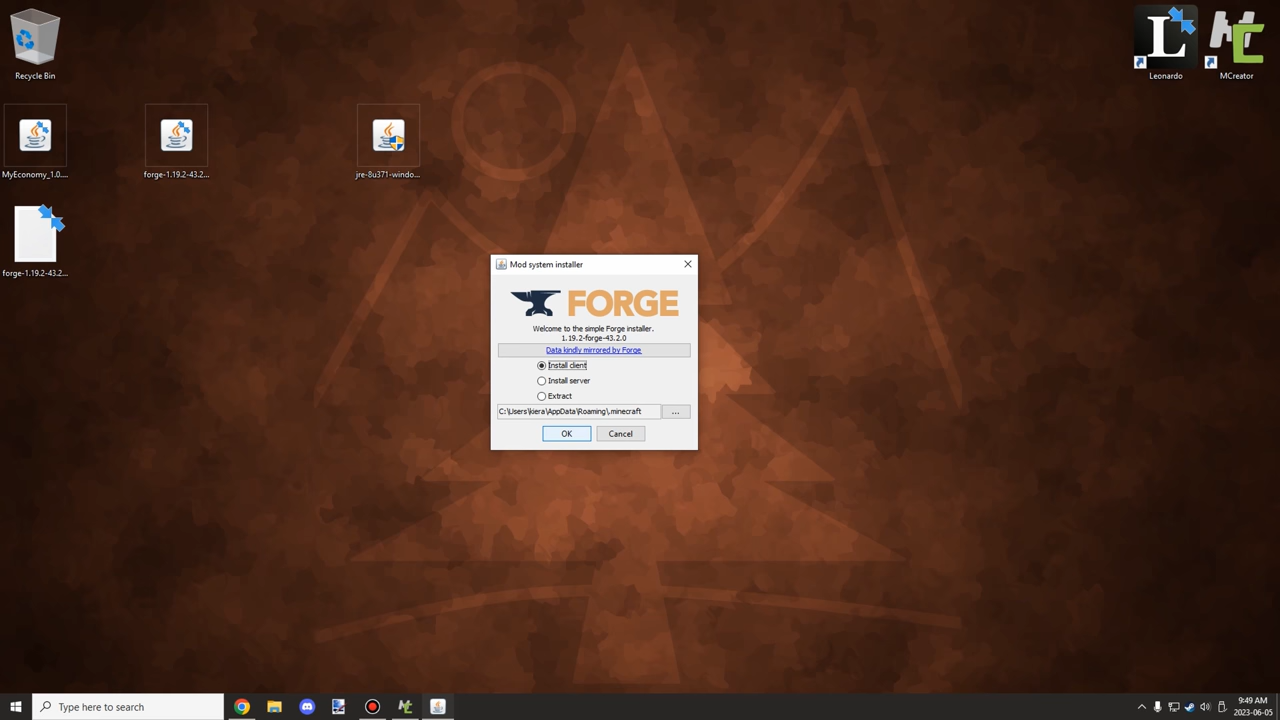 Recycle Bin
Leonardo
MCreator
MyEconomy_1.0....
forge-1.19.2-43.2...
jre-8u371-windo...
forge-1.19.2-43.2...
Mod system installer
FORGE
Welcome to the simple Forge installer.
1.19.2-forge-43.2.0
Data kindly mirrored by Forge
Install client
Install server
Extract
C:\Users\kiera\AppData\Roaming\.minecraft
...
OK
Cancel
Type here to search
9:49 AM
2023-06-05